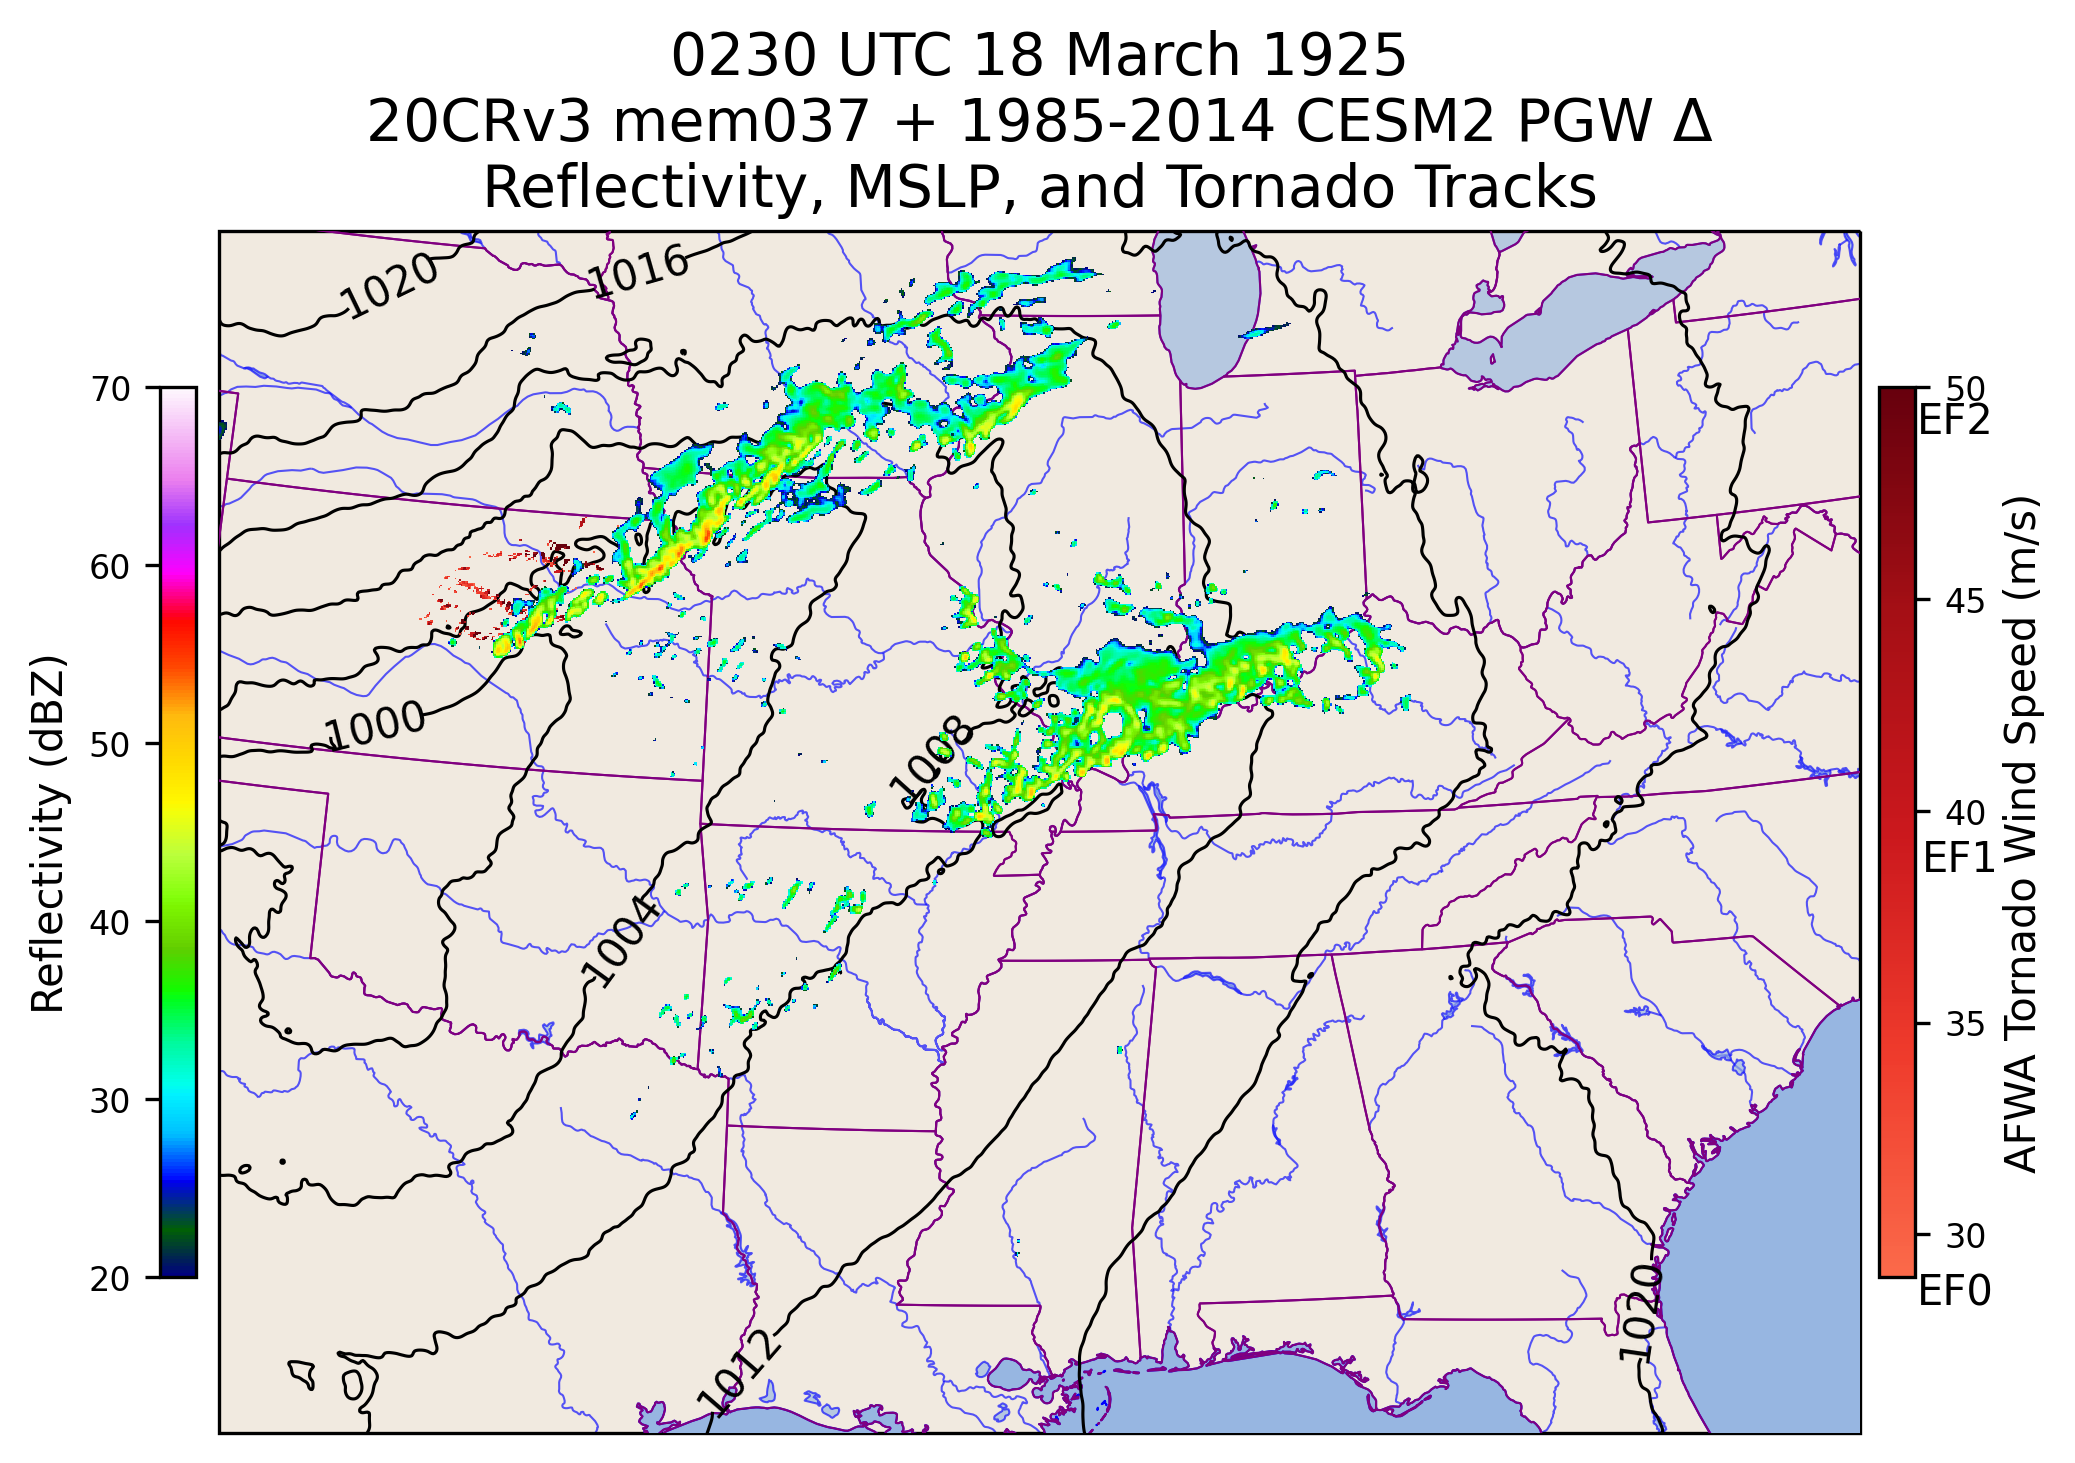 0230 UTC 18 March 1925
20CRv3 mem037 + 1985-2014 CESM2 PGW Δ
Reflectivity, MSLP, and Tornado Tracks
1020
1016
1000
1008
1004
1012
1020
70
60
50
40
30
20
Reflectivity (dBZ)
50
EF2
45
40
EF1
35
30
EF0
AFWA Tornado Wind Speed (m/s)